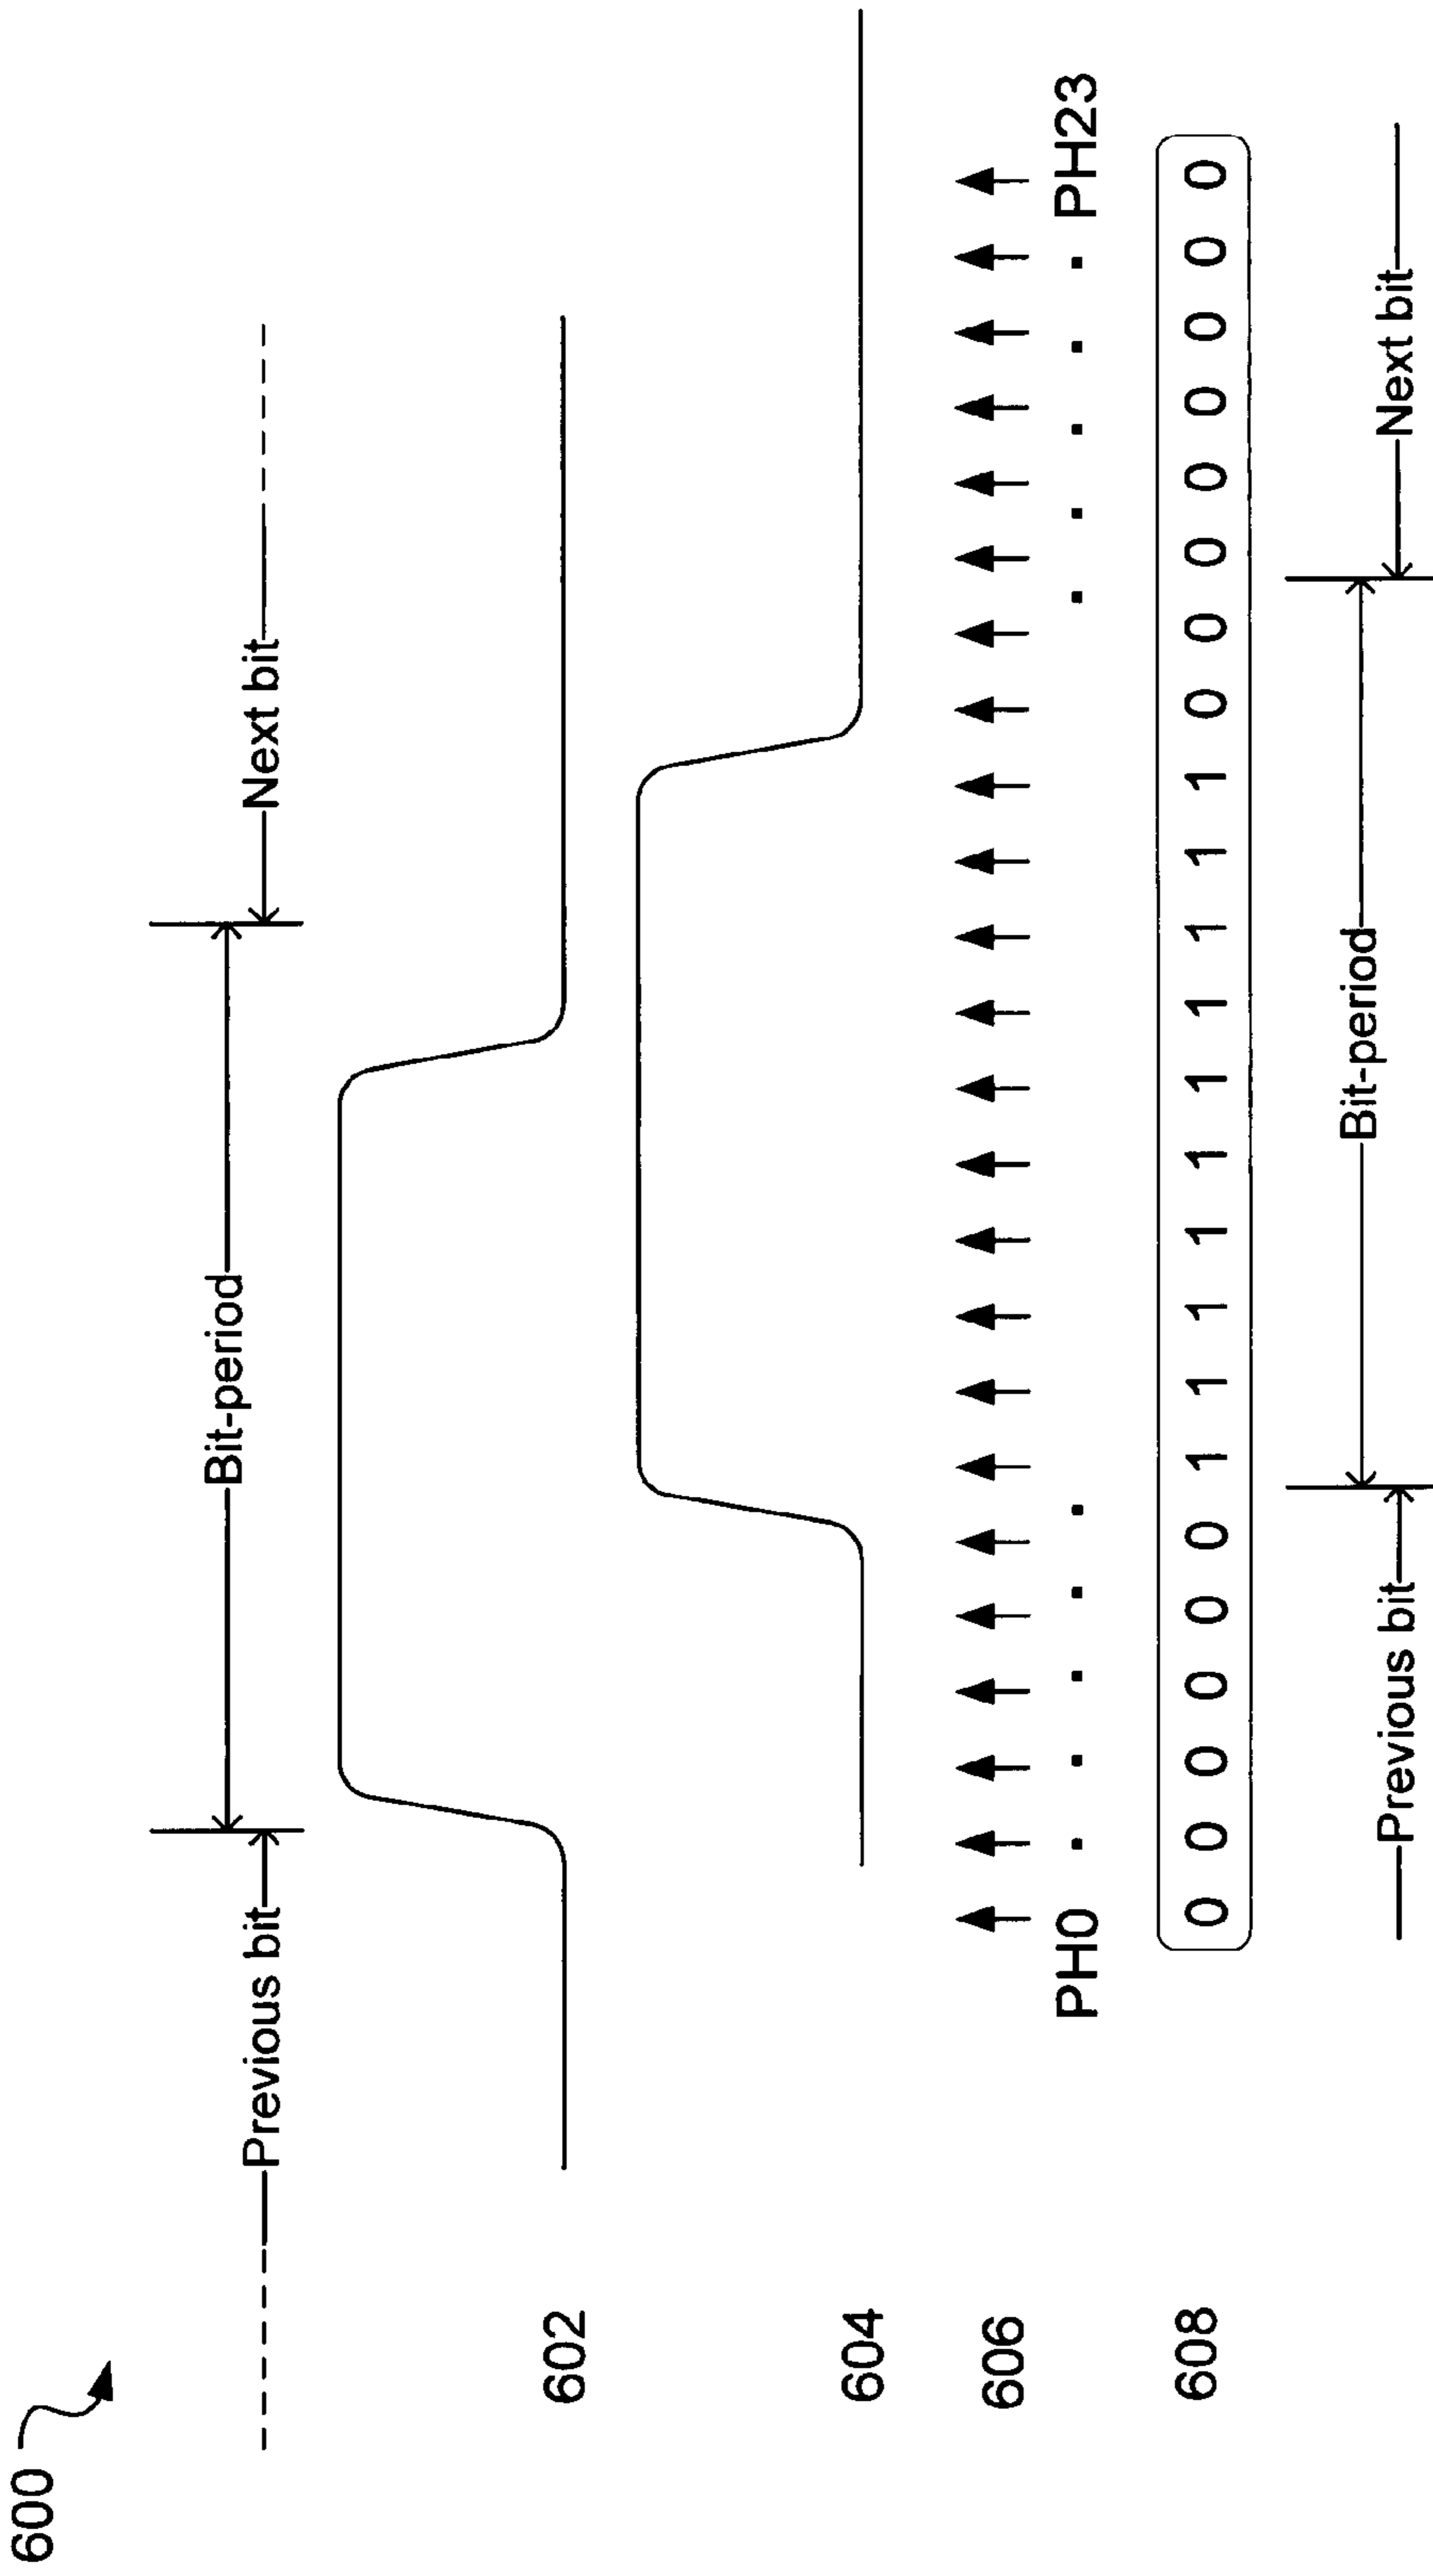 600
Bit-period
Previous bit Next bit
602
604
606
PH0 . . . . . . . . . . PH23
608 0 0 0 0 0 0 1 1 1 1 1 1 1 1 1 1 0 0 0 0 0 0 0 0
Bit-period
Previous bit Next bit